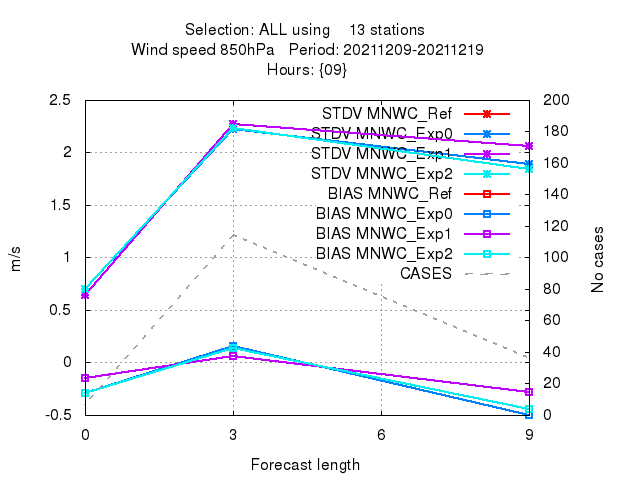 Selection: ALL using 13 stations
Wind speed 850hPa Period: 20211209-20211219
Hours: {09}
2.5
2
1.5
1
0.5
0
-0.5
m/s
STDV MNWC_Ref
STDV MNWC_Exp0
STDV MNWC_Exp1
STDV MNWC_Exp2
BIAS MNWC_Ref
BIAS MNWC_Exp0
BIAS MNWC_Exp1
BIAS MNWC_Exp2
CASES
200
180
160
140
120
100
80
60
40
20
0
No cases
0 3 6 9
Forecast length